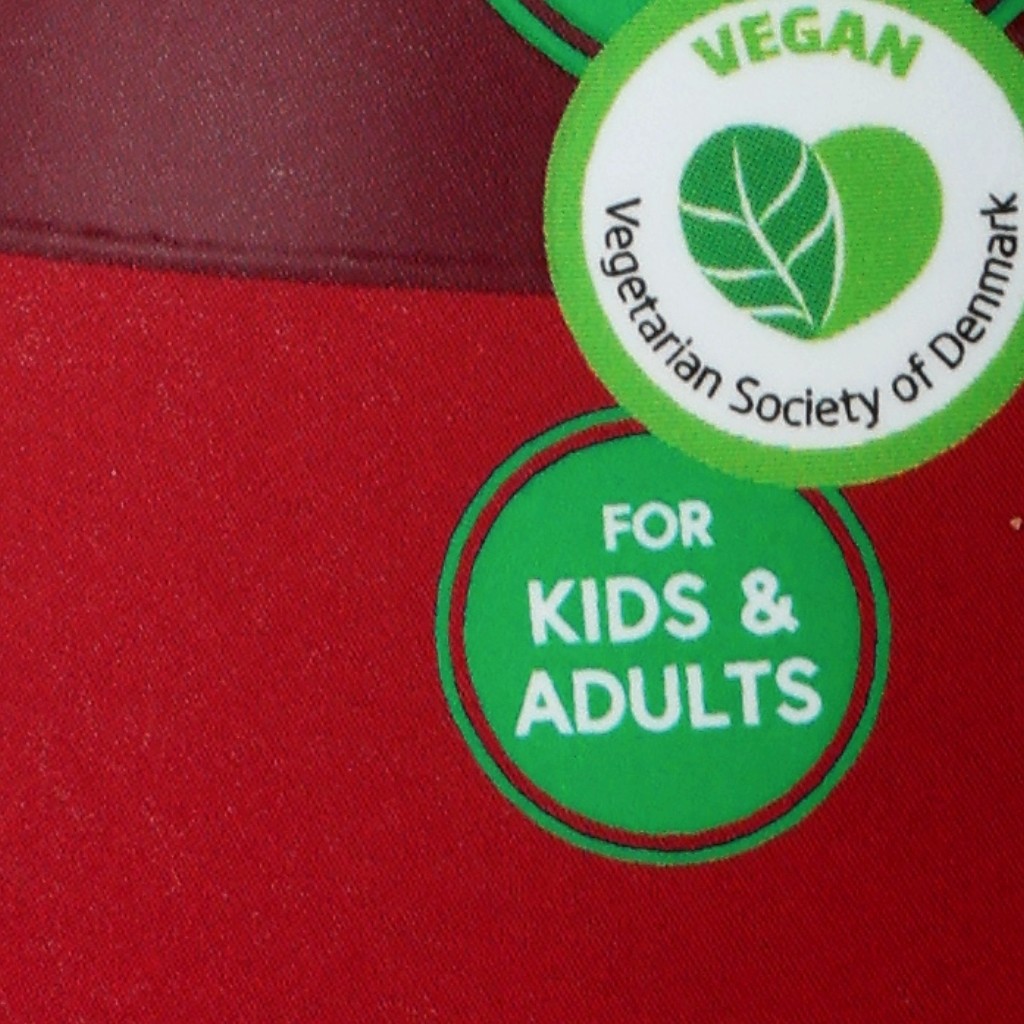 VEGAN
Vegetarian Society of Denmark
FOR
KIDS &
ADULTS